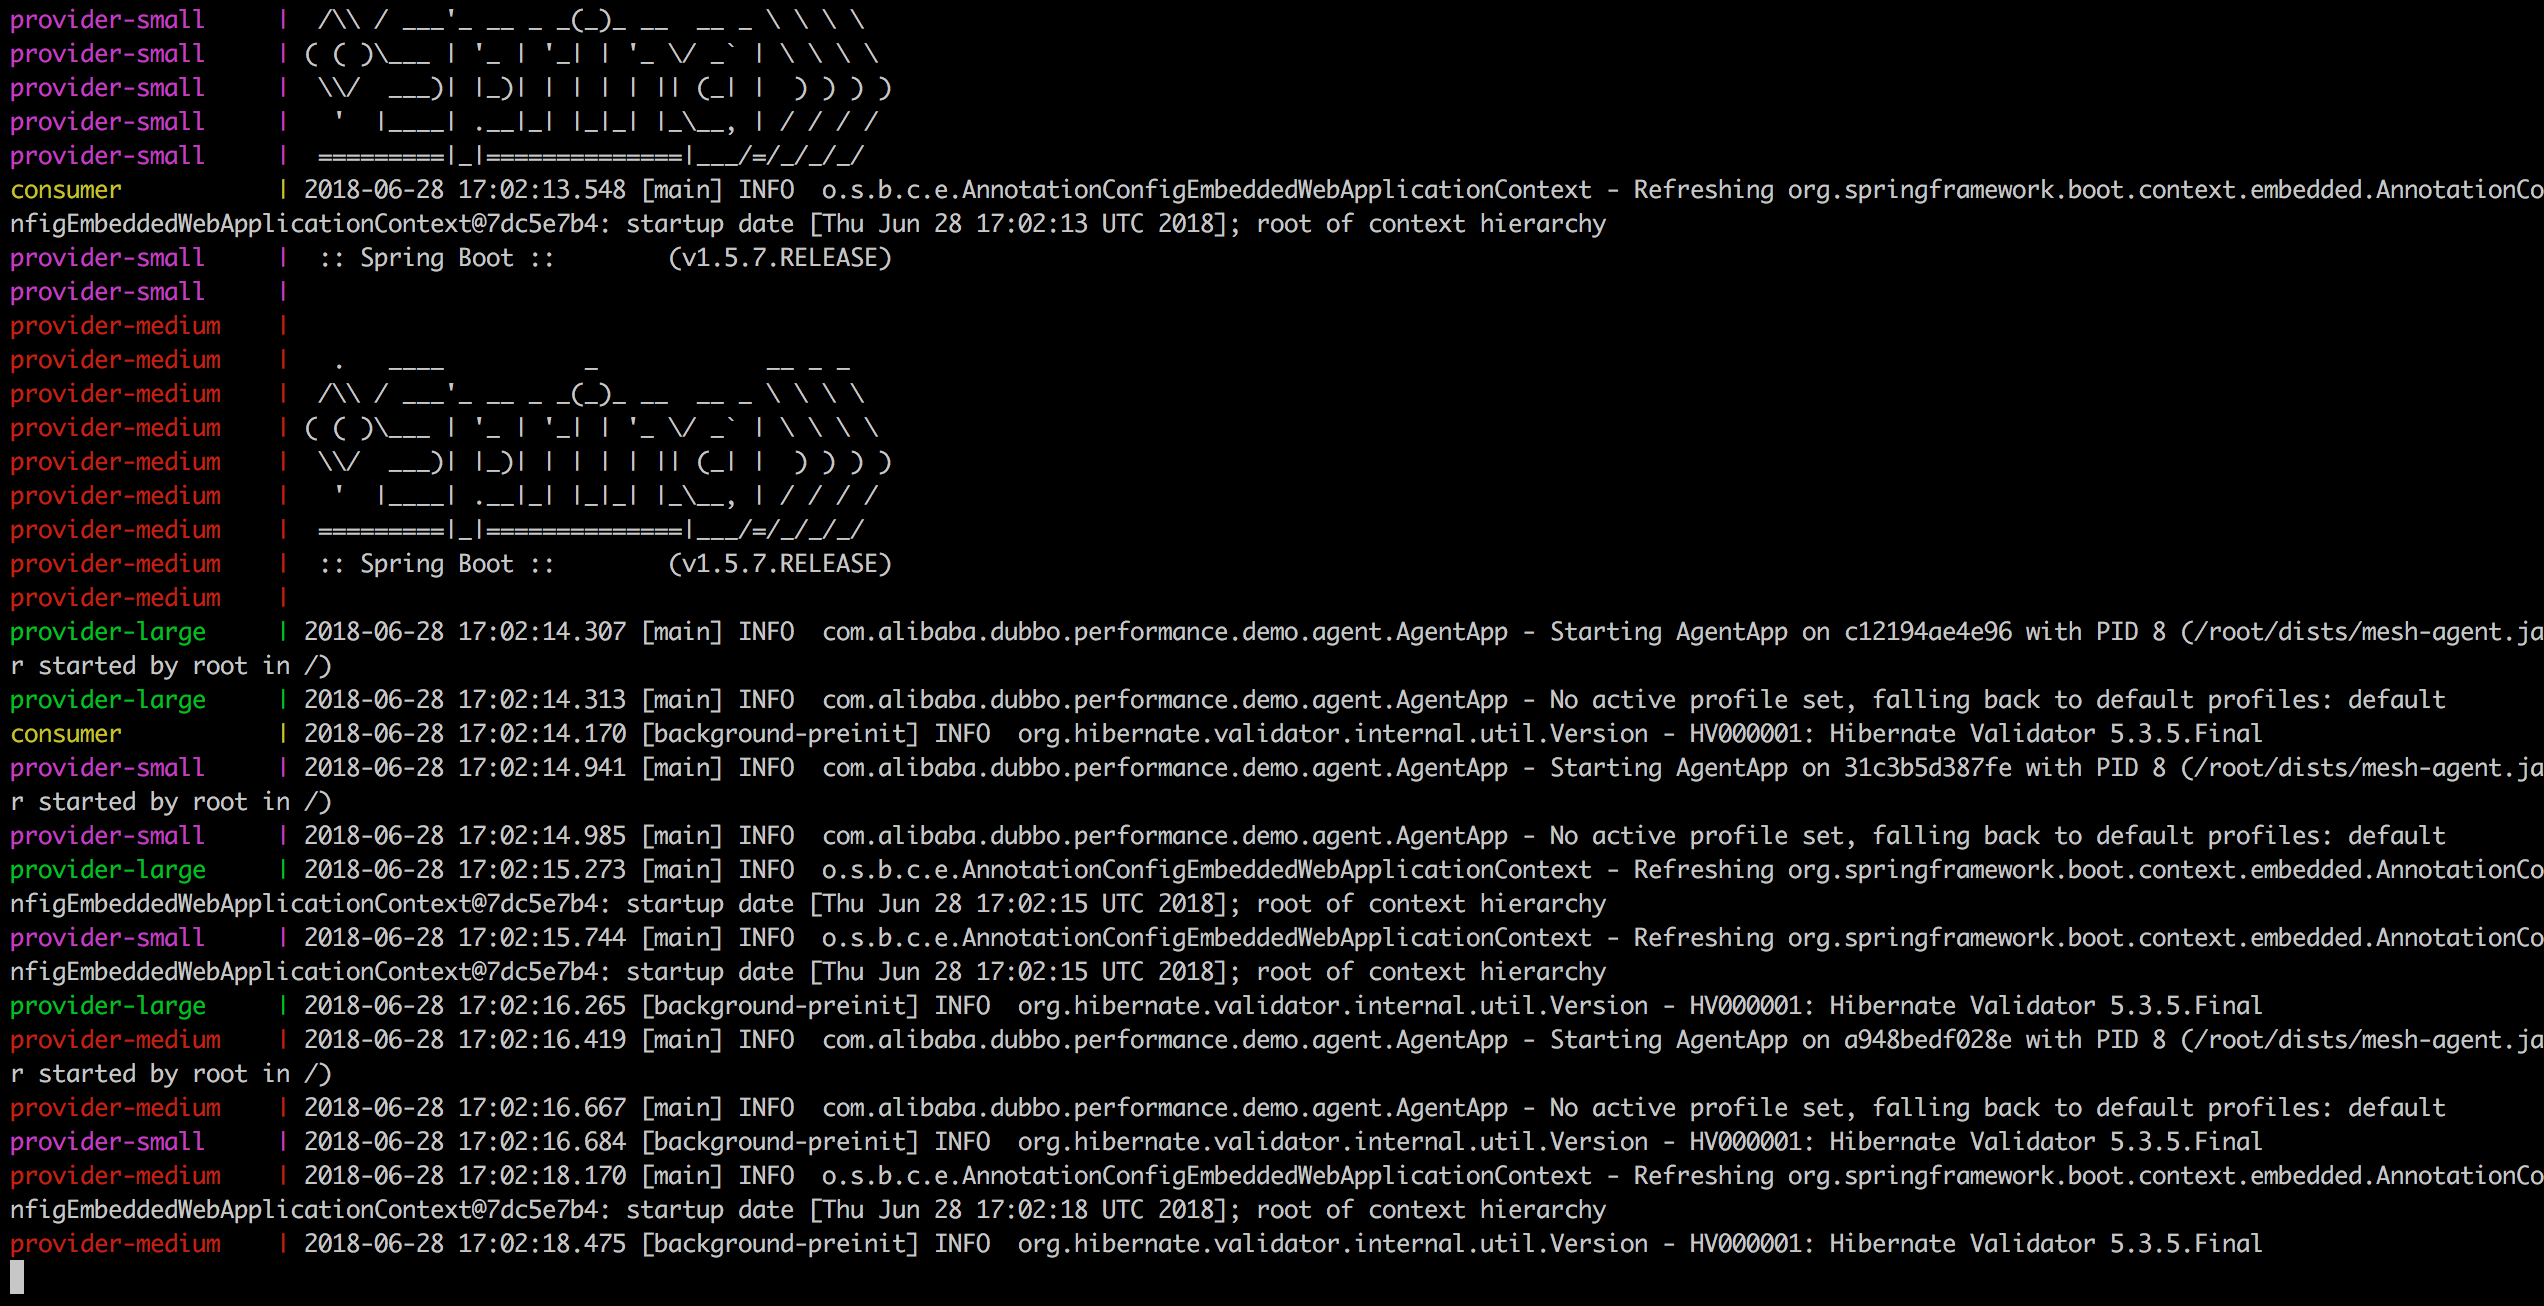 provider-small     |  /\\ / ___'_ __ _ _(_)_ __  __ _ \ \ \ \
provider-small     | ( ( )\___ | '_ | '_| | '_ \/ _` | \ \ \ \
provider-small     |  \\/  ___)| |_)| | | | | || (_| |  ) ) ) )
provider-small     |   '  |____| .__|_| |_|_| |_\__, | / / / /
provider-small     |  =========|_|==============|___/=/_/_/_/
consumer           | 2018-06-28 17:02:13.548 [main] INFO  o.s.b.c.e.AnnotationConfigEmbeddedWebApplicationContext - Refreshing org.springframework.boot.context.embedded.AnnotationCo
nfigEmbeddedWebApplicationContext@7dc5e7b4: startup date [Thu Jun 28 17:02:13 UTC 2018]; root of context hierarchy
provider-small     |  :: Spring Boot ::        (v1.5.7.RELEASE)
provider-small     |
provider-medium    |
provider-medium    |   .   ____          _            __ _ _
provider-medium    |  /\\ / ___'_ __ _ _(_)_ __  __ _ \ \ \ \
provider-medium    | ( ( )\___ | '_ | '_| | '_ \/ _` | \ \ \ \
provider-medium    |  \\/  ___)| |_)| | | | | || (_| |  ) ) ) )
provider-medium    |   '  |____| .__|_| |_|_| |_\__, | / / / /
provider-medium    |  =========|_|==============|___/=/_/_/_/
provider-medium    |  :: Spring Boot ::        (v1.5.7.RELEASE)
provider-medium    |
provider-large     | 2018-06-28 17:02:14.307 [main] INFO  com.alibaba.dubbo.performance.demo.agent.AgentApp - Starting AgentApp on c12194ae4e96 with PID 8 (/root/dists/mesh-agent.ja
r started by root in /)
provider-large     | 2018-06-28 17:02:14.313 [main] INFO  com.alibaba.dubbo.performance.demo.agent.AgentApp - No active profile set, falling back to default profiles: default
consumer           | 2018-06-28 17:02:14.170 [background-preinit] INFO  org.hibernate.validator.internal.util.Version - HV000001: Hibernate Validator 5.3.5.Final
provider-small     | 2018-06-28 17:02:14.941 [main] INFO  com.alibaba.dubbo.performance.demo.agent.AgentApp - Starting AgentApp on 31c3b5d387fe with PID 8 (/root/dists/mesh-agent.ja
r started by root in /)
provider-small     | 2018-06-28 17:02:14.985 [main] INFO  com.alibaba.dubbo.performance.demo.agent.AgentApp - No active profile set, falling back to default profiles: default
provider-large     | 2018-06-28 17:02:15.273 [main] INFO  o.s.b.c.e.AnnotationConfigEmbeddedWebApplicationContext - Refreshing org.springframework.boot.context.embedded.AnnotationCo
nfigEmbeddedWebApplicationContext@7dc5e7b4: startup date [Thu Jun 28 17:02:15 UTC 2018]; root of context hierarchy
provider-small     | 2018-06-28 17:02:15.744 [main] INFO  o.s.b.c.e.AnnotationConfigEmbeddedWebApplicationContext - Refreshing org.springframework.boot.context.embedded.AnnotationCo
nfigEmbeddedWebApplicationContext@7dc5e7b4: startup date [Thu Jun 28 17:02:15 UTC 2018]; root of context hierarchy
provider-large     | 2018-06-28 17:02:16.265 [background-preinit] INFO  org.hibernate.validator.internal.util.Version - HV000001: Hibernate Validator 5.3.5.Final
provider-medium    | 2018-06-28 17:02:16.419 [main] INFO  com.alibaba.dubbo.performance.demo.agent.AgentApp - Starting AgentApp on a948bedf028e with PID 8 (/root/dists/mesh-agent.ja
r started by root in /)
provider-medium    | 2018-06-28 17:02:16.667 [main] INFO  com.alibaba.dubbo.performance.demo.agent.AgentApp - No active profile set, falling back to default profiles: default
provider-small     | 2018-06-28 17:02:16.684 [background-preinit] INFO  org.hibernate.validator.internal.util.Version - HV000001: Hibernate Validator 5.3.5.Final
provider-medium    | 2018-06-28 17:02:18.170 [main] INFO  o.s.b.c.e.AnnotationConfigEmbeddedWebApplicationContext - Refreshing org.springframework.boot.context.embedded.AnnotationCo
nfigEmbeddedWebApplicationContext@7dc5e7b4: startup date [Thu Jun 28 17:02:18 UTC 2018]; root of context hierarchy
provider-medium    | 2018-06-28 17:02:18.475 [background-preinit] INFO  org.hibernate.validator.internal.util.Version - HV000001: Hibernate Validator 5.3.5.Final